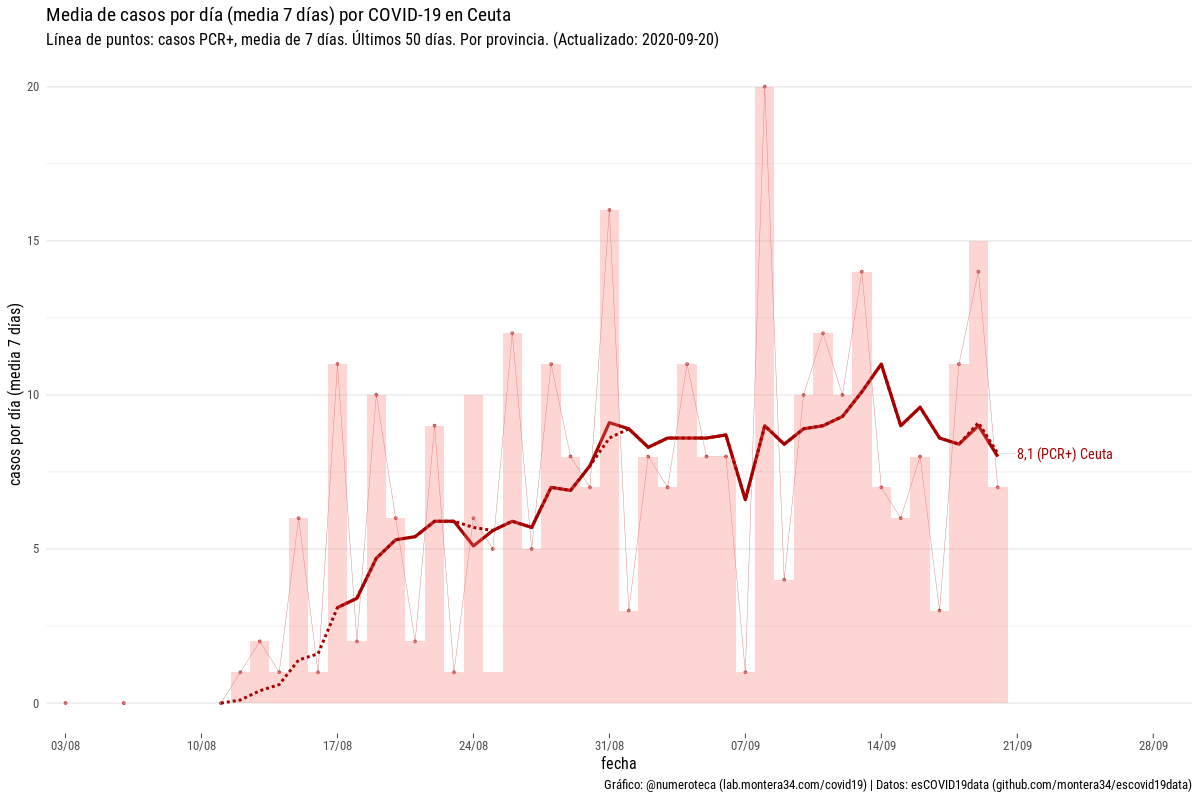 Media de casos por día (media 7 días) por COVID-19 en Ceuta
Línea de puntos: casos PCR+, media de 7 días. Últimos 50 días. Por provincia. (Actualizado: 2020-09-20)
casos por día (media 7 días)
20
15
10
5
0
8,1 (PCR+) Ceuta
03/08
10/08
17/08
24/08
31/08
07/09
14/09
21/09
28/09
fecha
Gráfico: @numeroteca (lab.montera34.com/covid19) | Datos: esCOVID19data (github.com/montera34/escovid19data)